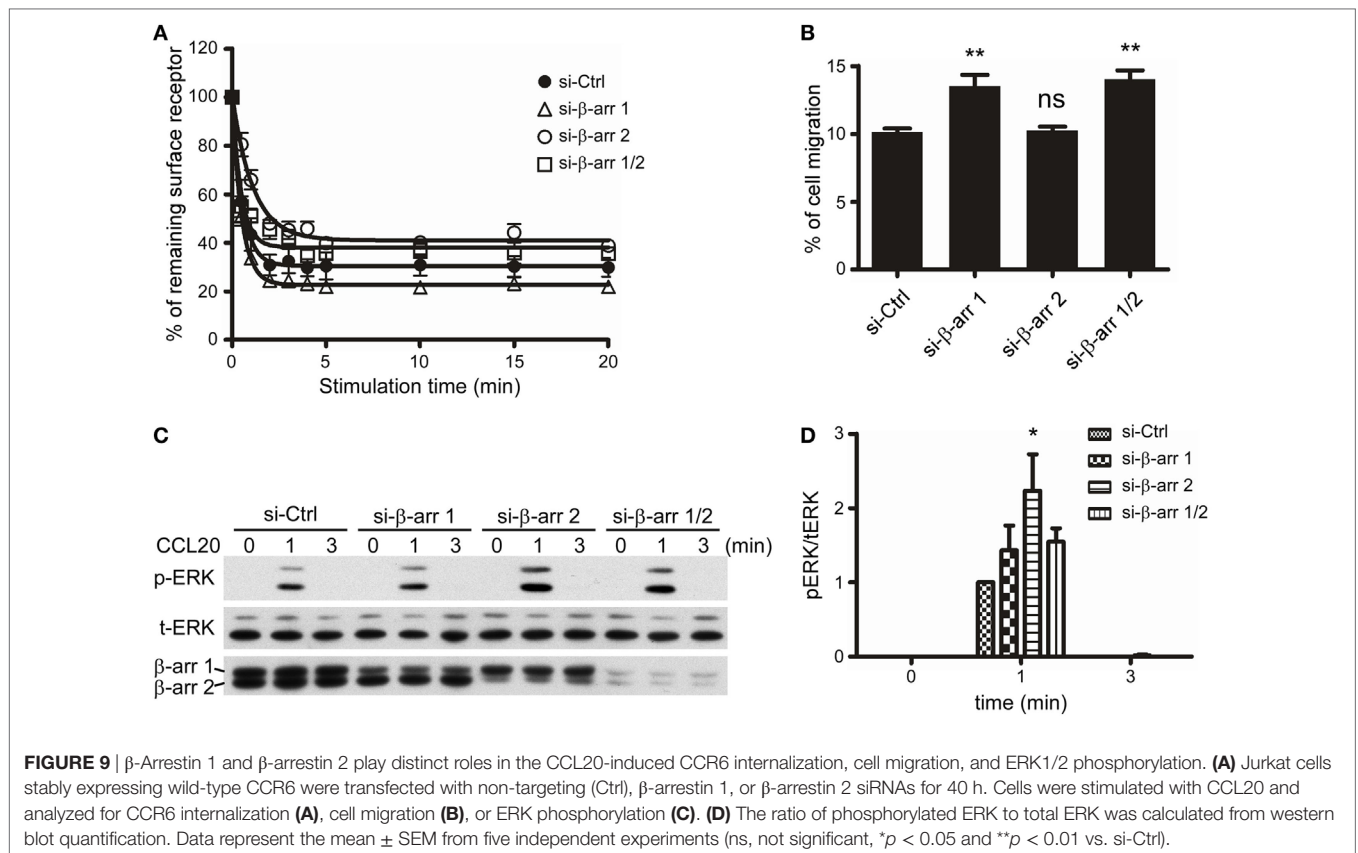 A
120
100
80
60
40
20
0
% of remaining surface receptor
0 5 10 15 20
Stimulation time (min)
si-Ctrl
si-β-arr 1
si-β-arr 2
si-β-arr 1/2
B
15
10
5
0
% of cell migration
** ns **
si-Ctrl
si-β-arr 1
si-β-arr 2
si-β-arr 1/2
C
si-Ctrl si-β-arr 1 si-β-arr 2 si-β-arr 1/2
CCL20 0 1 3 0 1 3 0 1 3 0 1 3 (min)
p-ERK
t-ERK
β-arr 1
β-arr 2
D
3
2
1
0
pERK/tERK
*
0 1 3
time (min)
si-Ctrl
si-β-arr 1
si-β-arr 2
si-β-arr 1/2
FIGURE 9 | β-Arrestin 1 and β-arrestin 2 play distinct roles in the CCL20-induced CCR6 internalization, cell migration, and ERK1/2 phosphorylation. (A) Jurkat cells
stably expressing wild-type CCR6 were transfected with non-targeting (Ctrl), β-arrestin 1, or β-arrestin 2 siRNAs for 40 h. Cells were stimulated with CCL20 and
analyzed for CCR6 internalization (A), cell migration (B), or ERK phosphorylation (C). (D) The ratio of phosphorylated ERK to total ERK was calculated from western
blot quantification. Data represent the mean ± SEM from five independent experiments (ns, not significant, *p < 0.05 and **p < 0.01 vs. si-Ctrl).